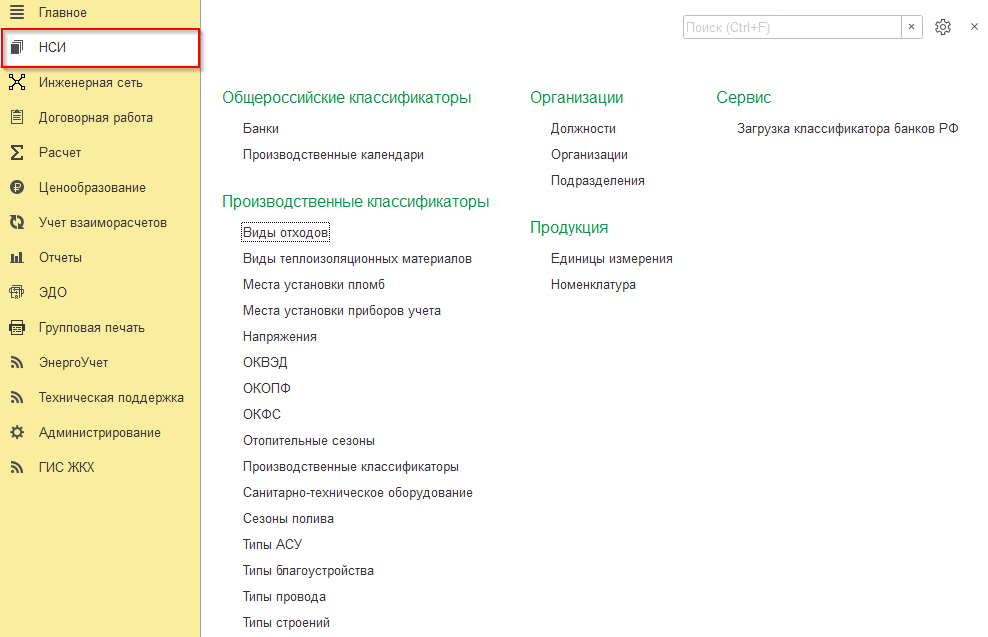 Главное
НСИ
Инженерная сеть
Договорная работа
Расчет
Ценообразование
Учет взаиморасчетов
Отчеты
ЭДО
Групповая печать
ЭнергоУчет
Техническая поддержка
Администрирование
ГИС ЖКХ
Поиск (Ctrl+F)
Общероссийские классификаторы
Банки
Производственные календари
Производственные классификаторы
Виды отходов
Виды теплоизоляционных материалов
Места установки пломб
Места установки приборов учета
Напряжения
ОКВЭД
ОКОПФ
ОКФС
Отопительные сезоны
Производственные классификаторы
Санитарно-техническое оборудование
Сезоны полива
Типы АСУ
Типы благоустройства
Типы провода
Типы строений
Организации
Должности
Организации
Подразделения
Продукция
Единицы измерения
Номенклатура
Сервис
Загрузка классификатора банков РФ